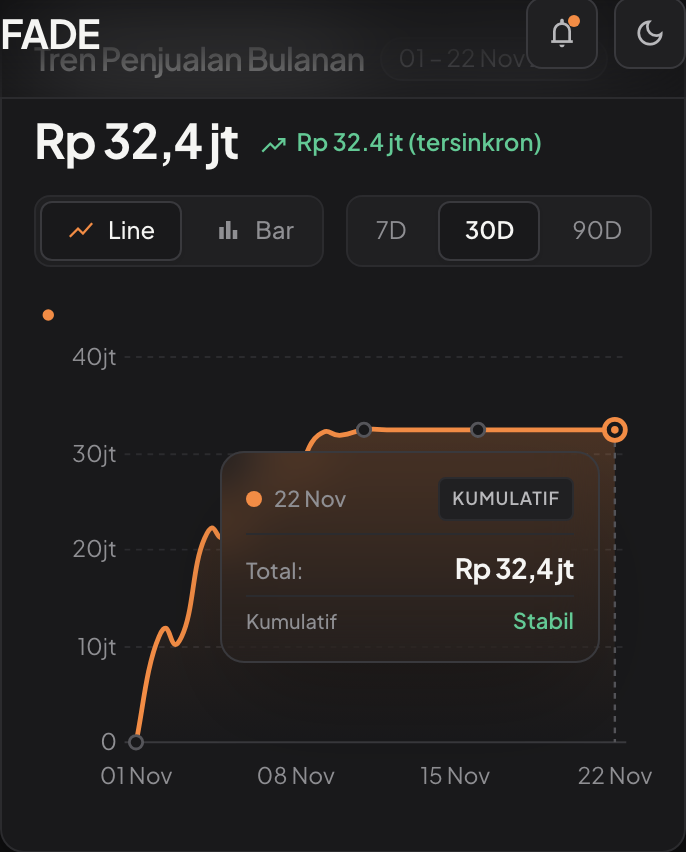 FADE
Tren Penjualan Bulanan 01 – 22 Nov
Rp 32,4 jt Rp 32.4 jt (tersinkron)
Line Bar 7D 30D 90D
40jt
30jt
22 Nov KUMULATIF
20jt
Total: Rp 32,4 jt
Kumulatif Stabil
10jt
0
01 Nov 08 Nov 15 Nov 22 Nov